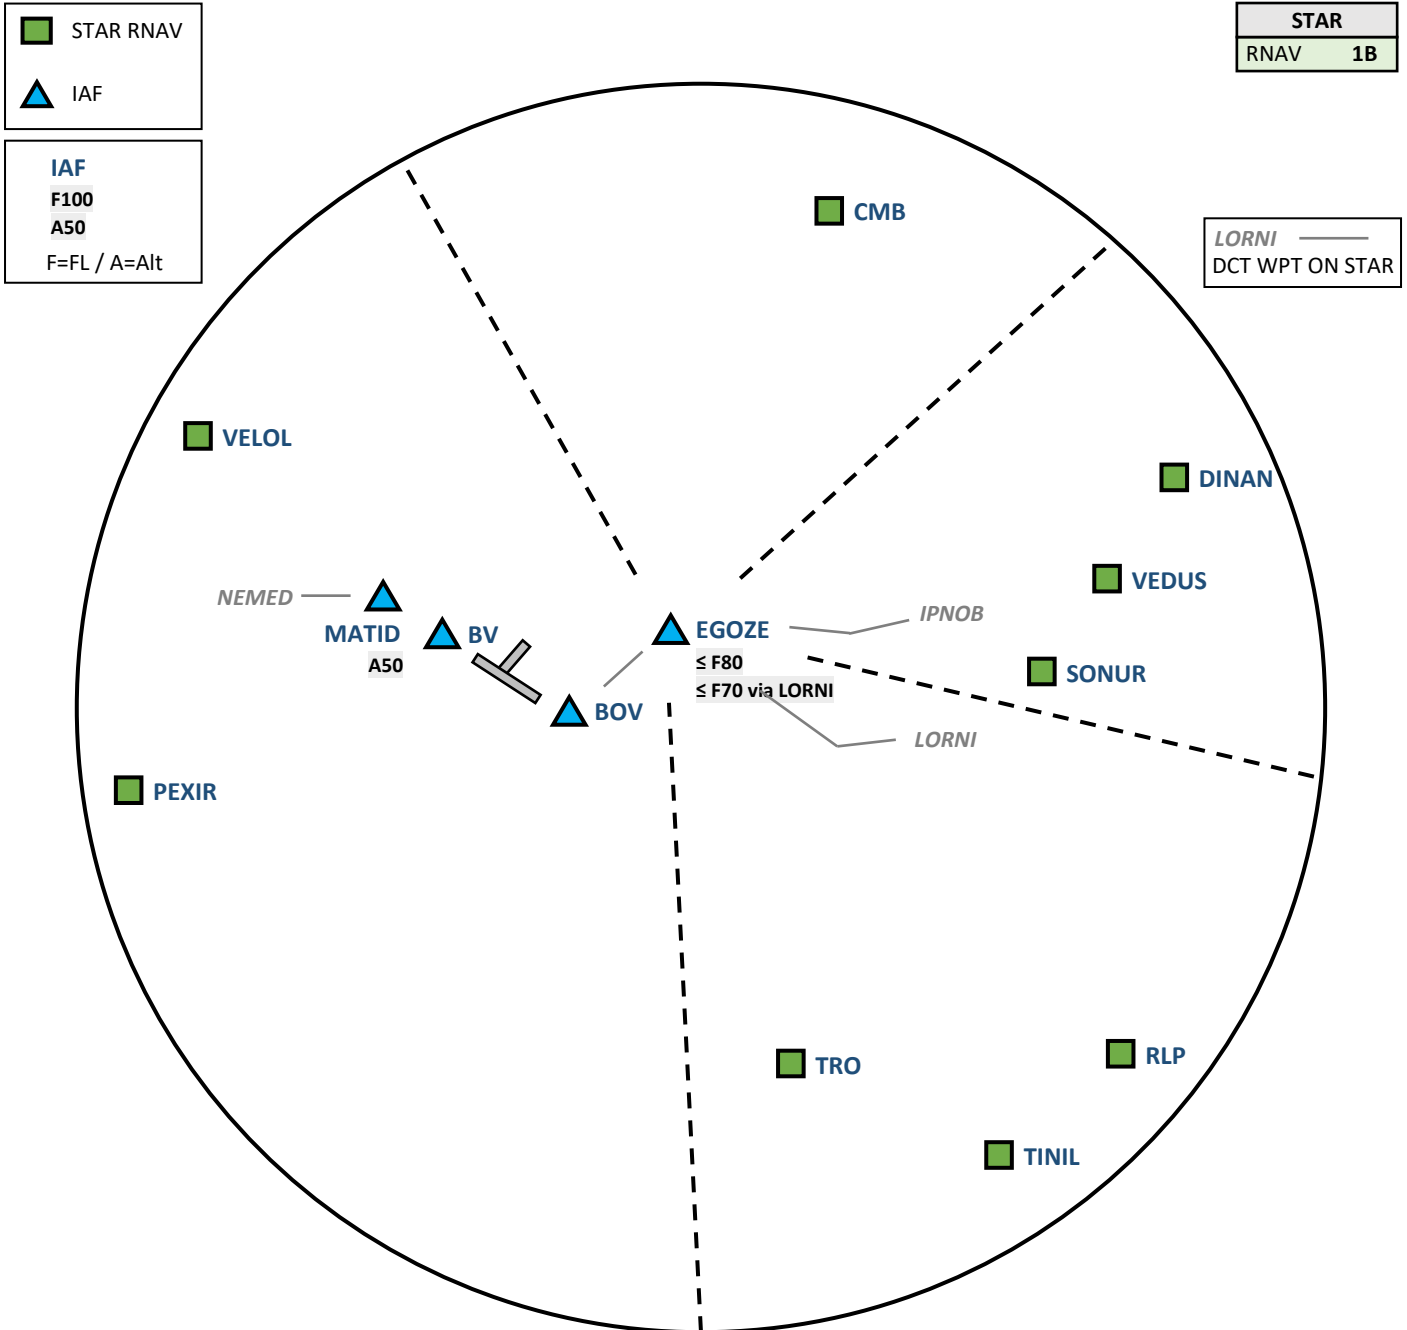 STAR RNAV
IAF
STAR
RNAV 1B
IAF
F100
A50
F=FL / A=Alt
CMB
LORNI
DCT WPT ON STAR
VELOL
DINAN
VEDUS
NEMED
IPNOB
MATID
BV
EGOZE
A50
≤ F80
SONUR
≤ F70 via LORNI
BOV
LORNI
PEXIR
TRO
RLP
TINIL